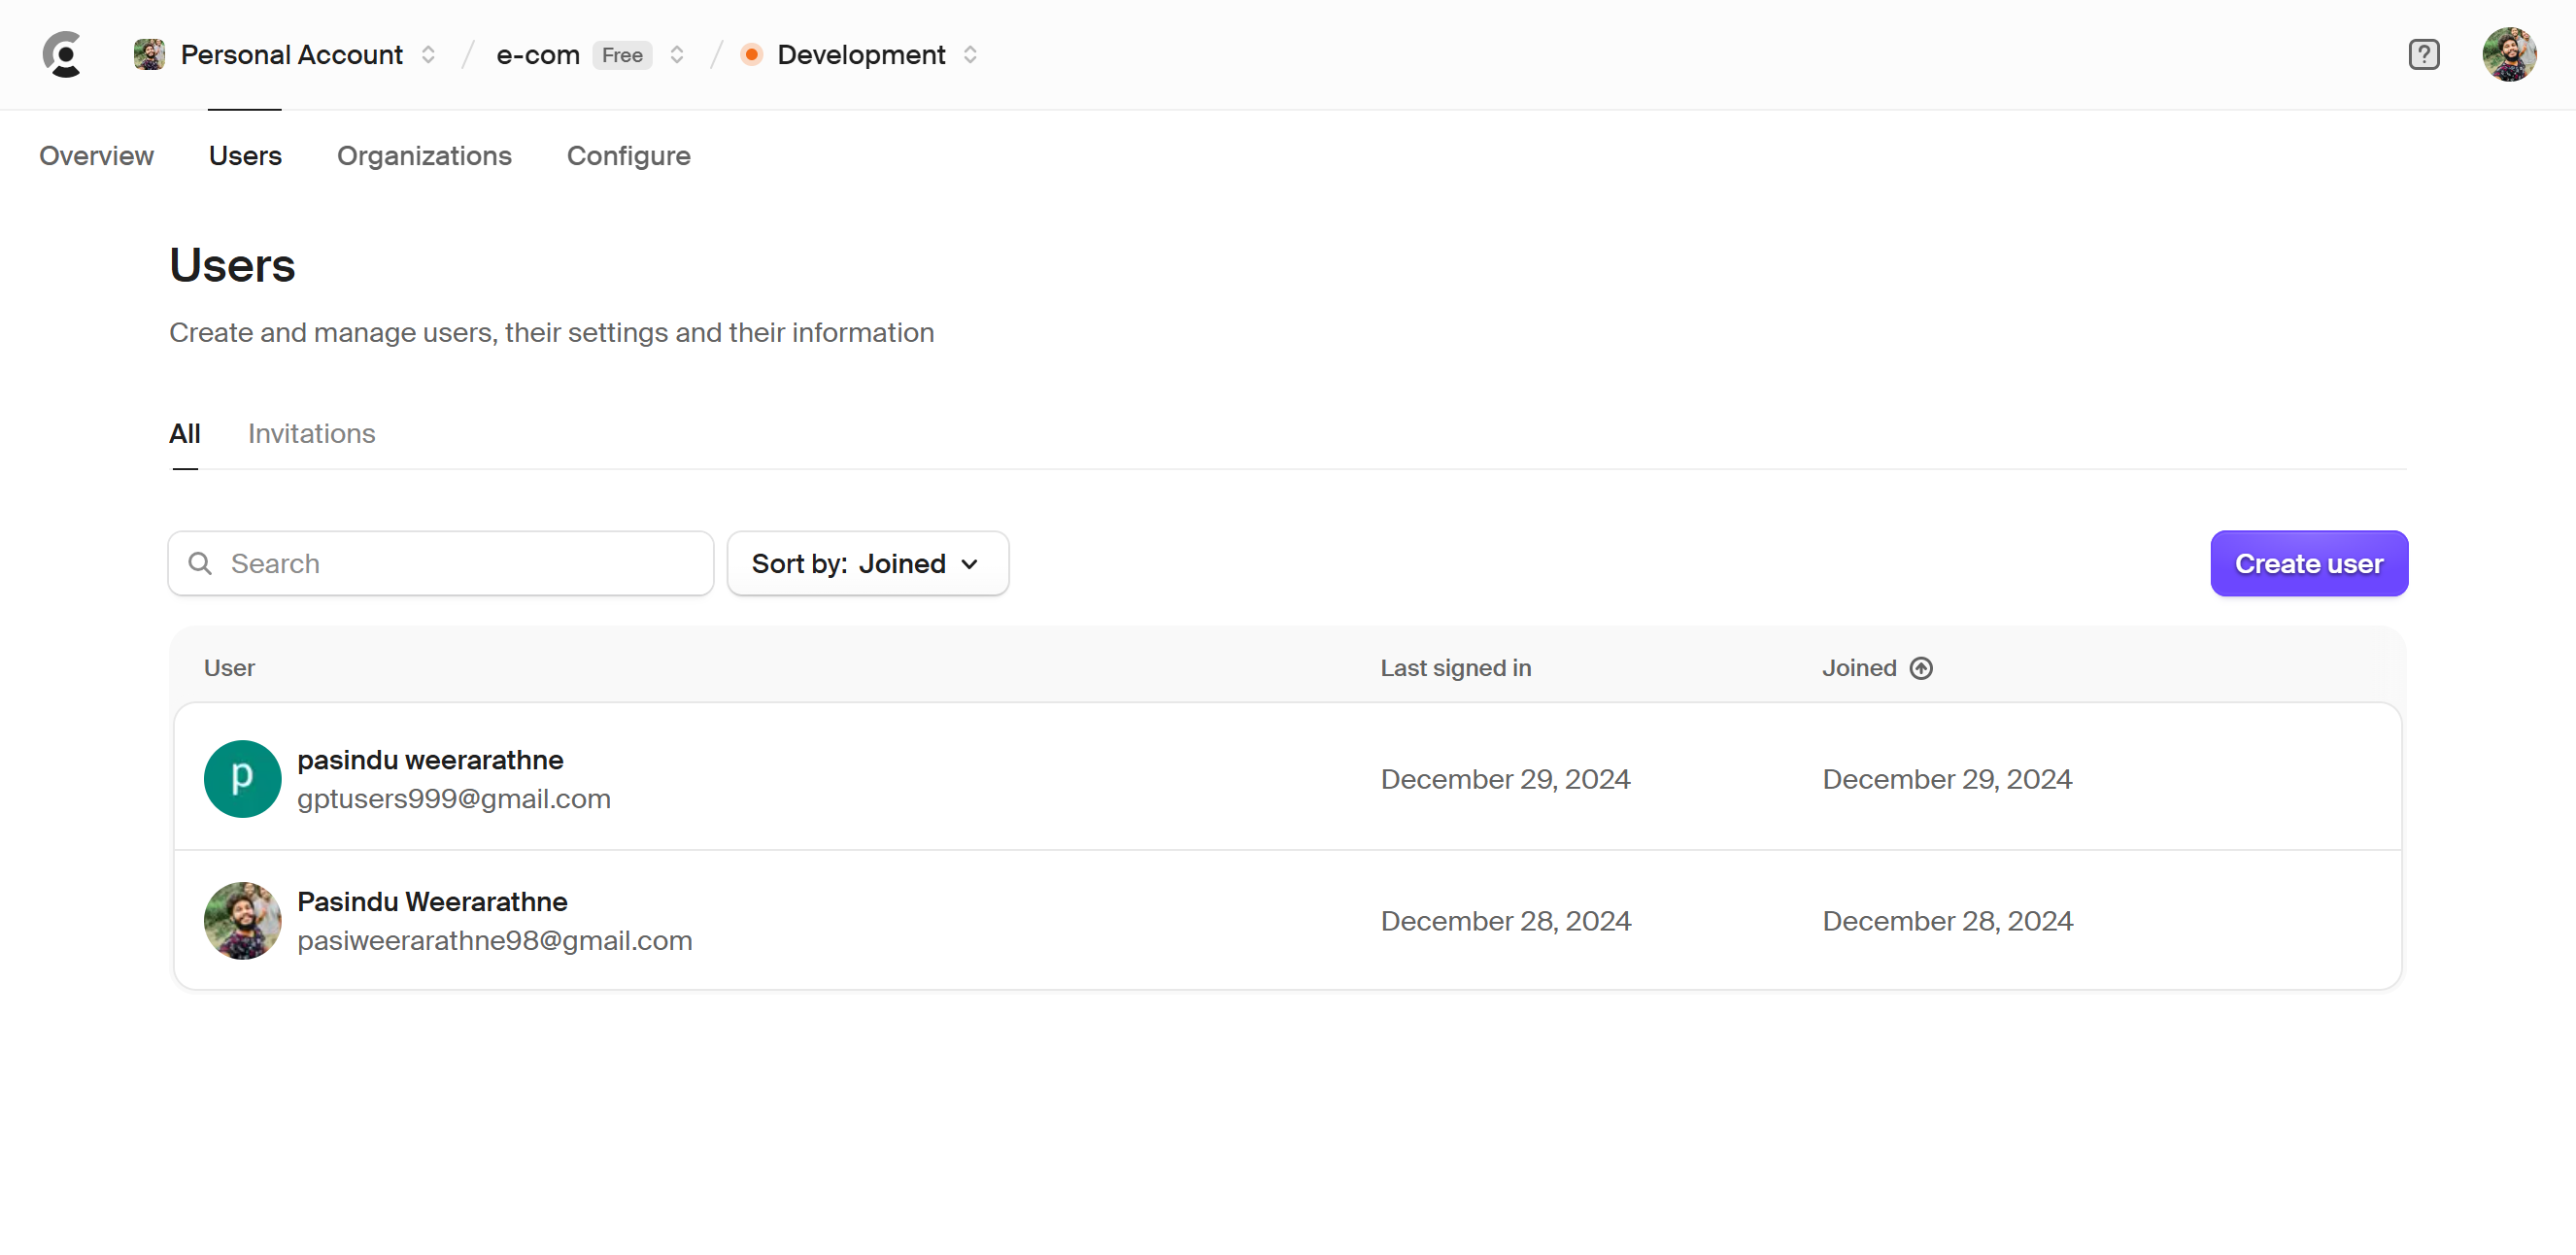 Personal Account / e-com Free / Development ?
Overview Users Organizations Configure
Users
Create and manage users, their settings and their information
All Invitations
Search Sort by: Joined Create user
User Last signed in Joined
p
pasindu weerarathne
gptusers999@gmail.com December 29, 2024 December 29, 2024
Pasindu Weerarathne
pasiweerarathne98@gmail.com December 28, 2024 December 28, 2024